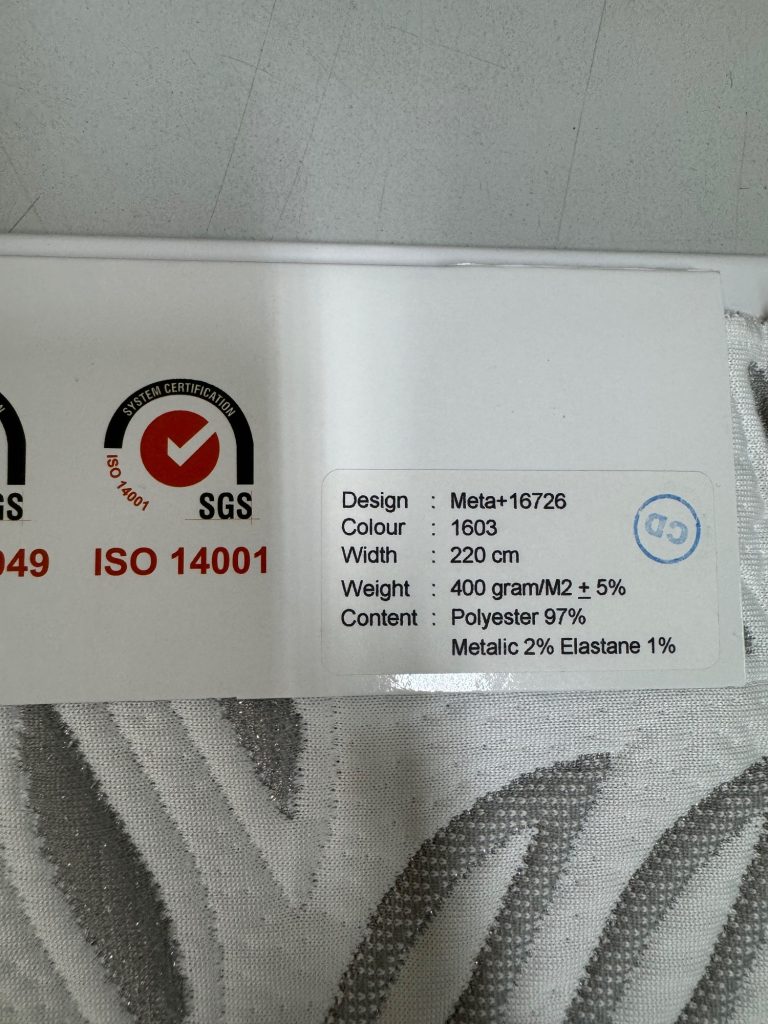 SYSTEM CERTIFICATION
ISO 14001
SGS
GS
949
ISO 14001
Design : Meta+16726
Colour : 1603
Width : 220 cm
Weight : 400 gram/M2 ± 5%
Content : Polyester 97%
Metalic 2% Elastane 1%
CD